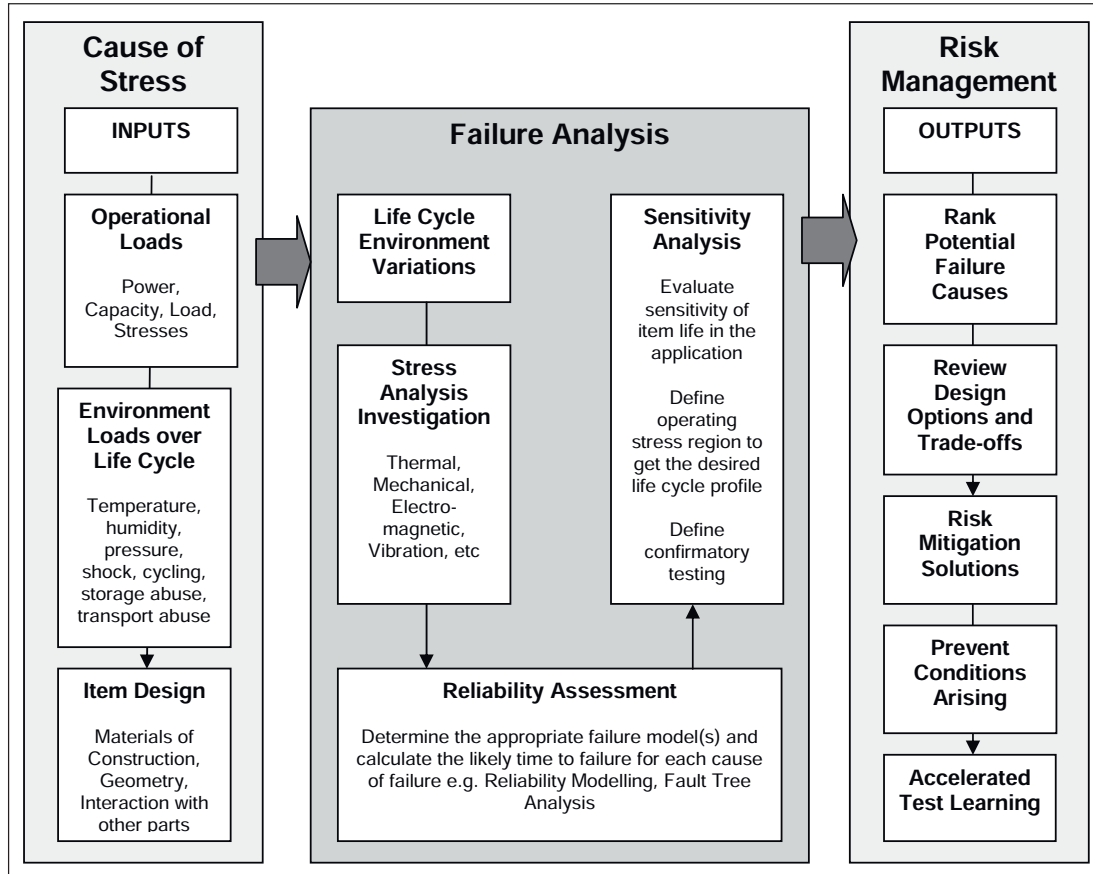 Cause of
Stress
INPUTS
Operational
Loads
Power,
Capacity, Load,
Stresses
Environment
Loads over
Life Cycle
Temperature,
humidity,
pressure,
shock, cycling,
storage abuse,
transport abuse
Item Design
Materials of
Construction,
Geometry,
Interaction with
other parts
Failure Analysis
Life Cycle
Environment
Variations
Stress
Analysis
Investigation
Thermal,
Mechanical,
Electro-
magnetic,
Vibration, etc
Reliability Assessment
Determine the appropriate failure model(s) and
calculate the likely time to failure for each cause
of failure e.g. Reliability Modelling, Fault Tree
Analysis
Sensitivity
Analysis
Evaluate
sensitivity of
item life in the
application
Define
operating
stress region to
get the desired
life cycle profile
Define
confirmatory
testing
Risk
Management
OUTPUTS
Rank
Potential
Failure
Causes
Review
Design
Options and
Trade-offs
Risk
Mitigation
Solutions
Prevent
Conditions
Arising
Accelerated
Test Learning